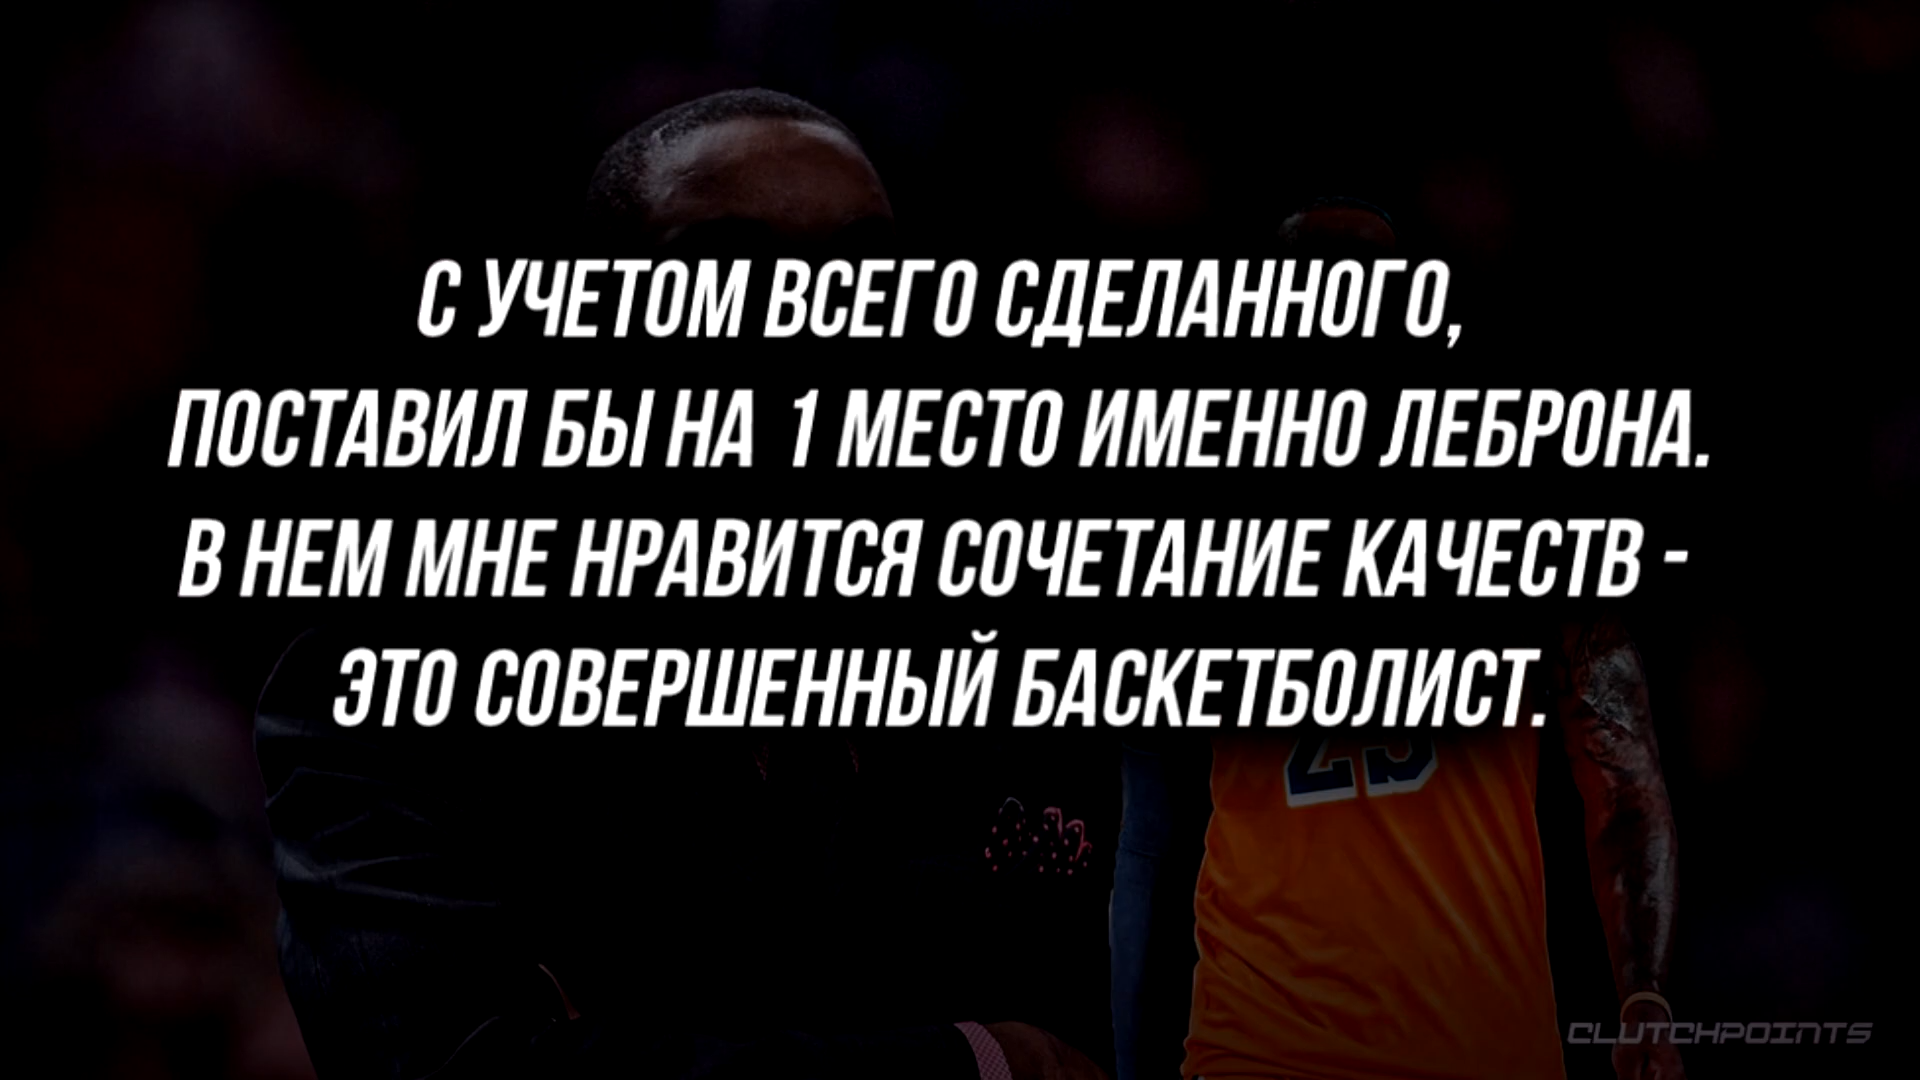 С УЧЕТОМ ВСЕГО СДЕЛАННОГО,
ПОСТАВИЛ БЫ НА 1 МЕСТО ИМЕННО ЛЕБРОНА.
В НЕМ МНЕ НРАВИТСЯ СОЧЕТАНИЕ КАЧЕСТВ -
ЭТО СОВЕРШЕННЫЙ БАСКЕТБОЛИСТ.
23
CLUTCHPOINTS